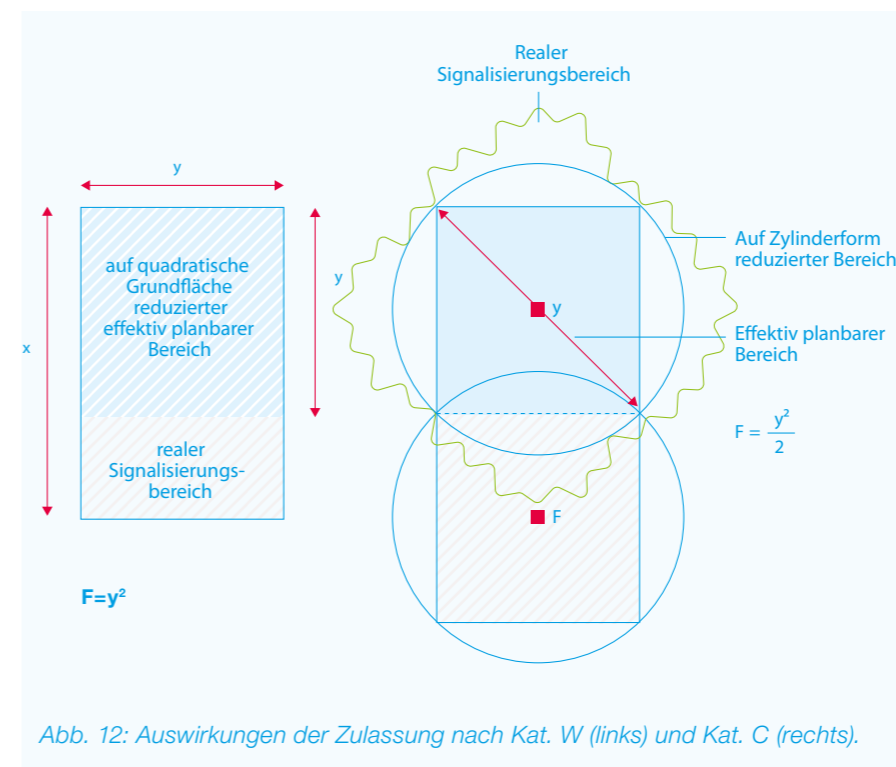 Realer
Signalisierungsbereich
y
x
auf quadratische
Grundfläche
reduzierter
effektiv planbarer
Bereich
y
realer
Signalisierungs-
bereich
F=y²
y
Auf Zylinderform
reduzierter Bereich
Effektiv planbarer
Bereich
F = y²
2
F
Abb. 12: Auswirkungen der Zulassung nach Kat. W (links) und Kat. C (rechts).